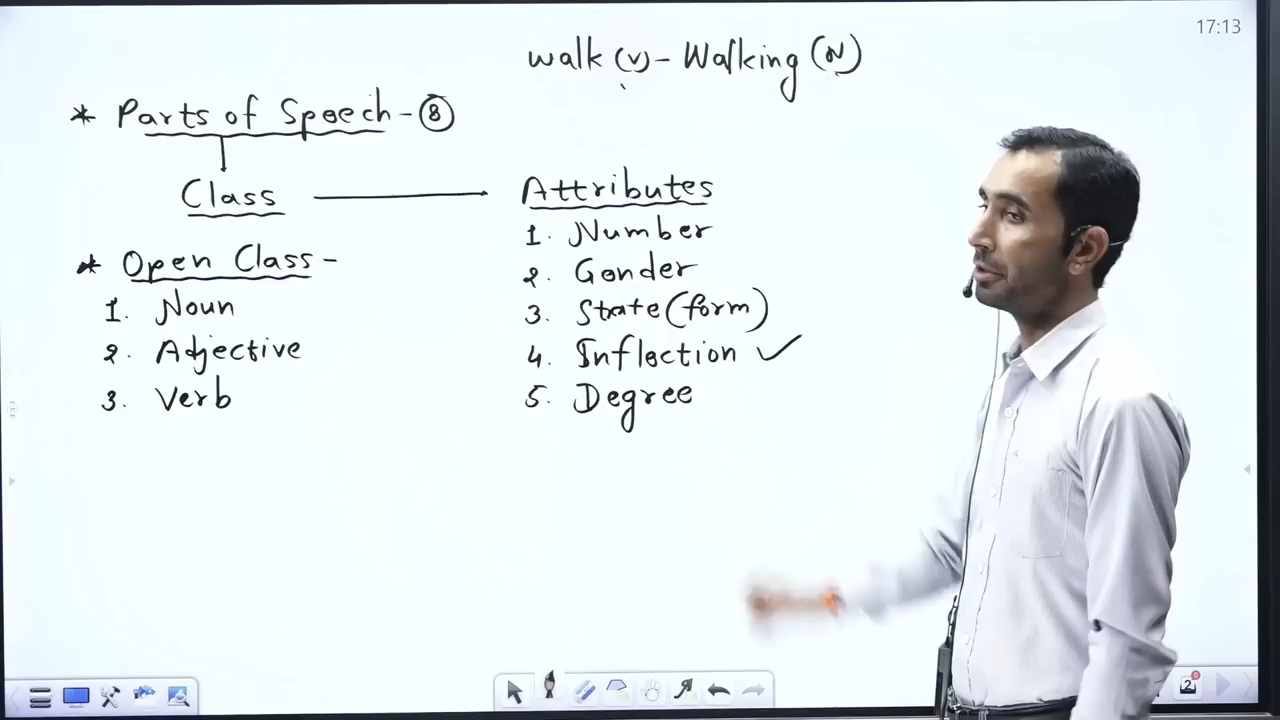 17:13
walk (v) - Walking (N)
* Parts of Speech - 8
Class
Attributes
1. Number
2. Gender
3. State (form)
4. Inflection ✓
5. Degree
* Open Class -
1. Noun
2. Adjective
3. Verb
2